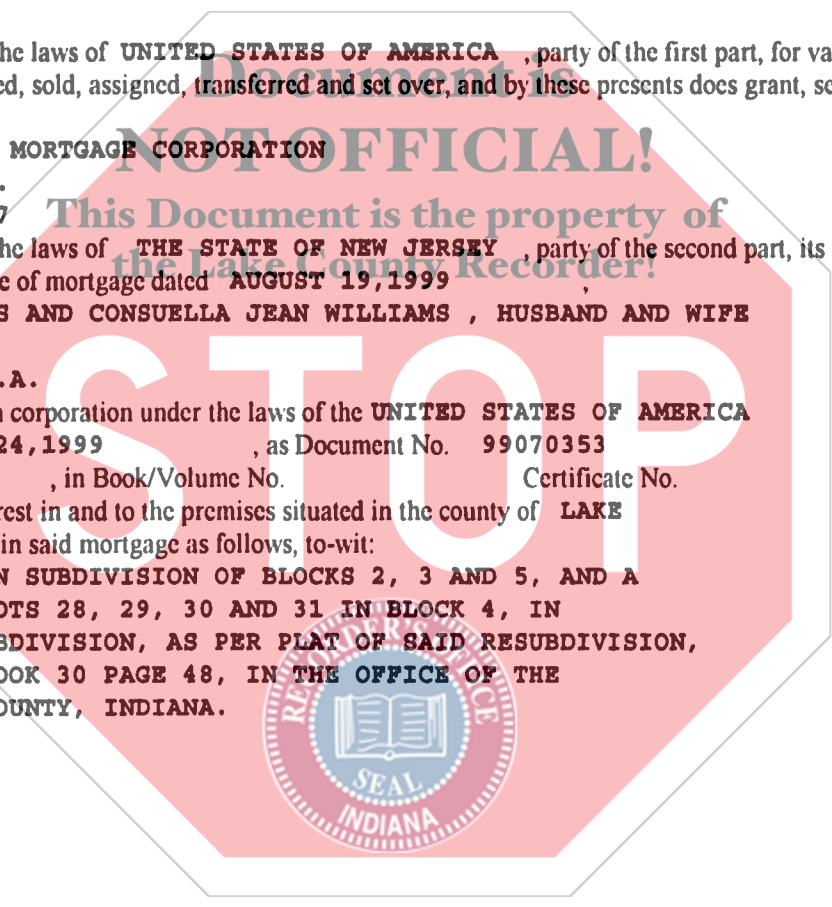 he laws of UNITED STATES OF AMERICA , party of the first part, for va
ed, sold, assigned, transferred and set over, and by these presents does grant, se
Document is
NOT OFFICIAL!
MORTGAGE CORPORATION
.
7
This Document is the property of
the Lake County Recorder!
he laws of THE STATE OF NEW JERSEY , party of the second part, its
e of mortgage dated AUGUST 19,1999 ,
S AND CONSUELLA JEAN WILLIAMS , HUSBAND AND WIFE
STOP
.A.
a corporation under the laws of the UNITED STATES OF AMERICA
24,1999 , as Document No. 99070353
, in Book/Volume No. Certificate No.
rest in and to the premises situated in the county of LAKE
in said mortgage as follows, to-wit:
N SUBDIVISION OF BLOCKS 2, 3 AND 5, AND A
OTS 28, 29, 30 AND 31 IN BLOCK 4, IN
BDIVISION, AS PER PLAT OF SAID RESUBDIVISION,
OOK 30 PAGE 48, IN THE OFFICE OF THE
OUNTY, INDIANA.
RECORDER'S OFFICE
SEAL
INDIANA